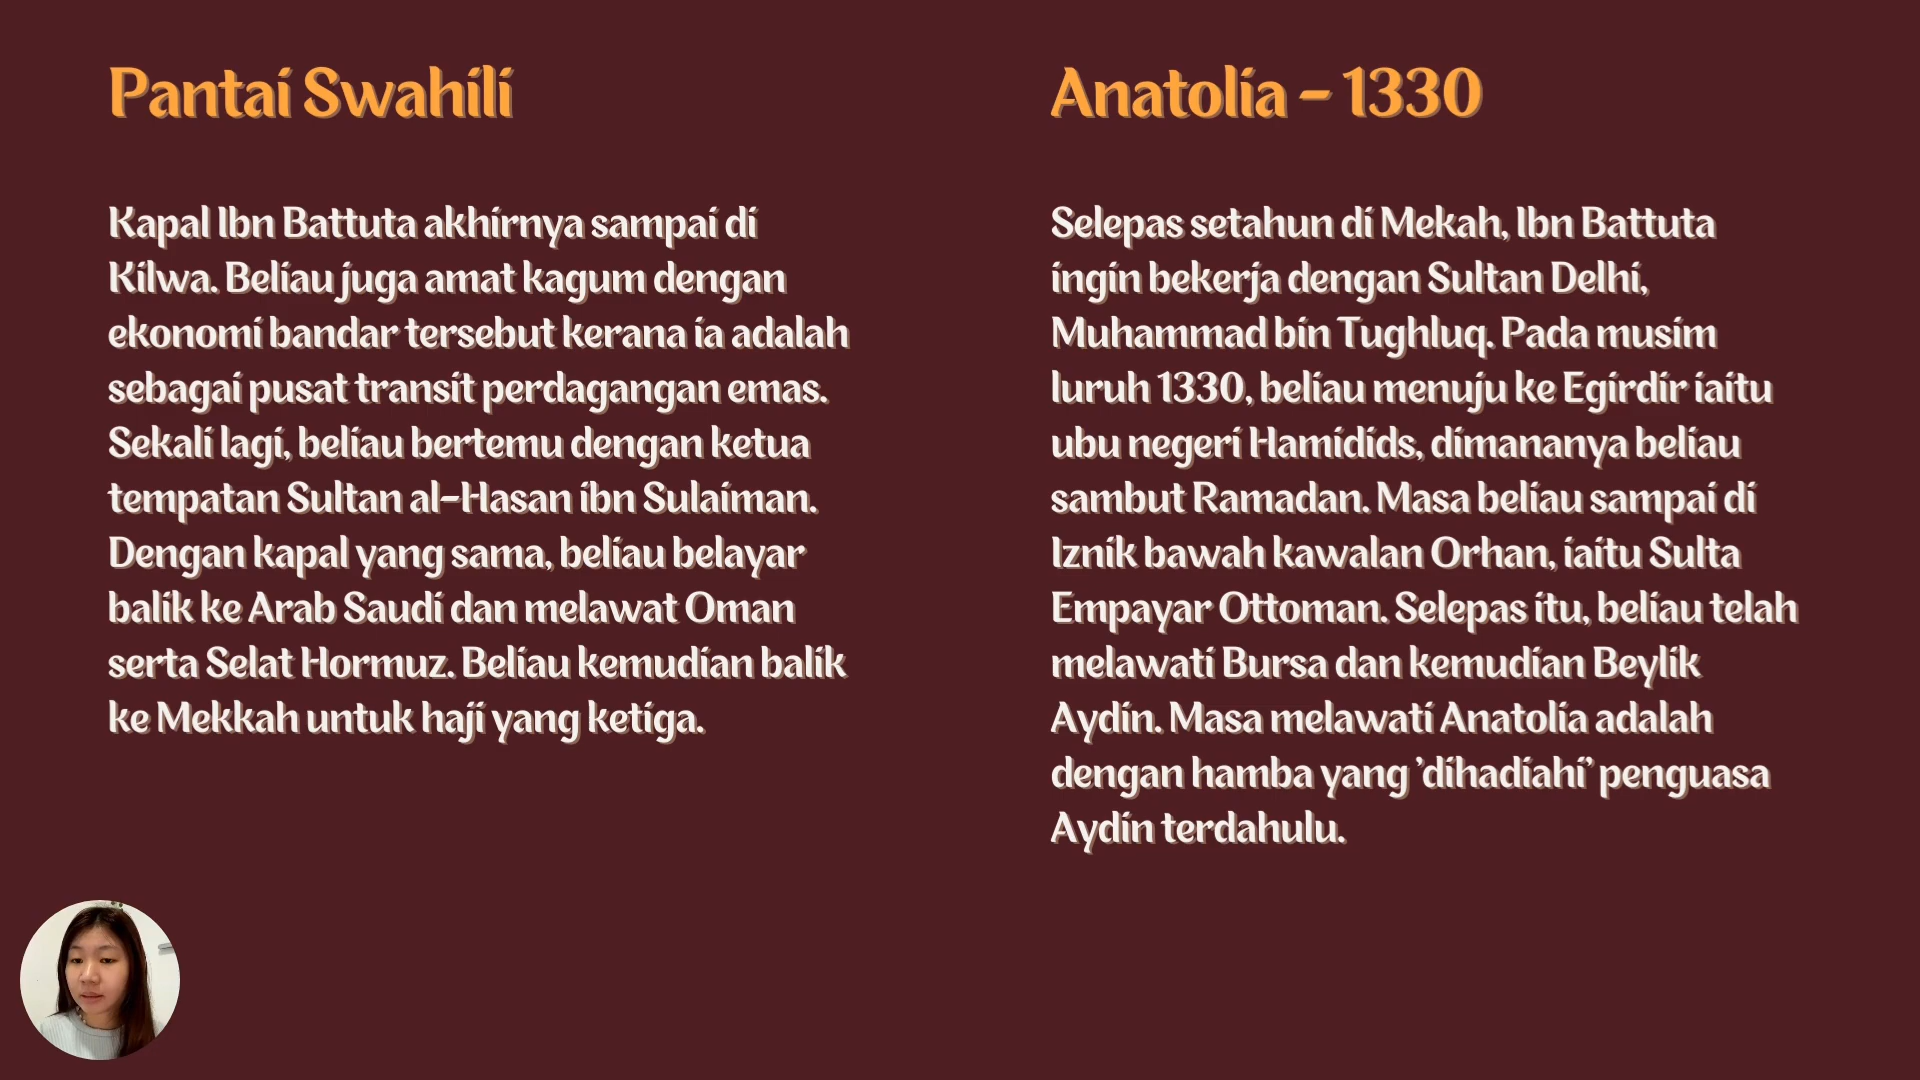 Pantai Swahili
Kapal Ibn Battuta akhirnya sampai di
Kilwa. Beliau juga amat kagum dengan
ekonomi bandar tersebut kerana ia adalah
sebagai pusat transit perdagangan emas.
Sekali lagi, beliau bertemu dengan ketua
tempatan Sultan al-Hasan ibn Sulaiman.
Dengan kapal yang sama, beliau belayar
balik ke Arab Saudi dan melawat Oman
serta Selat Hormuz. Beliau kemudian balik
ke Mekkah untuk haji yang ketiga.
Anatolia - 1330
Selepas setahun di Mekah, Ibn Battuta
ingin bekerja dengan Sultan Delhi,
Muhammad bin Tughluq. Pada musim
luruh 1330, beliau menuju ke Egirdir iaitu
ubu negeri Hamidids, dimananya beliau
sambut Ramadan. Masa beliau sampai di
Iznik bawah kawalan Orhan, iaitu Sulta
Empayar Ottoman. Selepas itu, beliau telah
melawati Bursa dan kemudian Beylik
Aydin. Masa melawati Anatolia adalah
dengan hamba yang 'dihadiahi' penguasa
Aydin terdahulu.